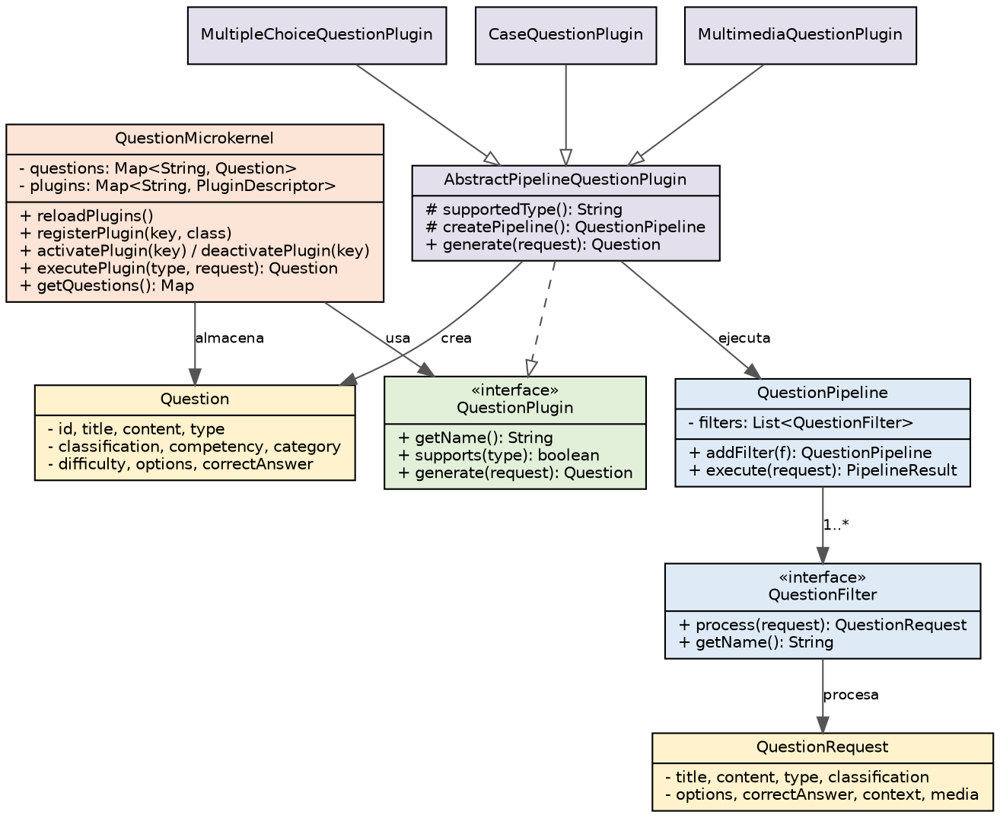 MultipleChoiceQuestionPlugin
CaseQuestionPlugin
MultimediaQuestionPlugin
QuestionMicrokernel
- questions: Map<String, Question>
- plugins: Map<String, PluginDescriptor>
+ reloadPlugins()
+ registerPlugin(key, class)
+ activatePlugin(key) / deactivatePlugin(key)
+ executePlugin(type, request): Question
+ getQuestions(): Map
AbstractPipelineQuestionPlugin
# supportedType(): String
# createPipeline(): QuestionPipeline
+ generate(request): Question
almacena
usa
crea
ejecuta
Question
- id, title, content, type
- classification, competency, category
- difficulty, options, correctAnswer
«interface»
QuestionPlugin
+ getName(): String
+ supports(type): boolean
+ generate(request): Question
QuestionPipeline
- filters: List<QuestionFilter>
+ addFilter(f): QuestionPipeline
+ execute(request): PipelineResult
1..*
«interface»
QuestionFilter
+ process(request): QuestionRequest
+ getName(): String
procesa
QuestionRequest
- title, content, type, classification
- options, correctAnswer, context, media